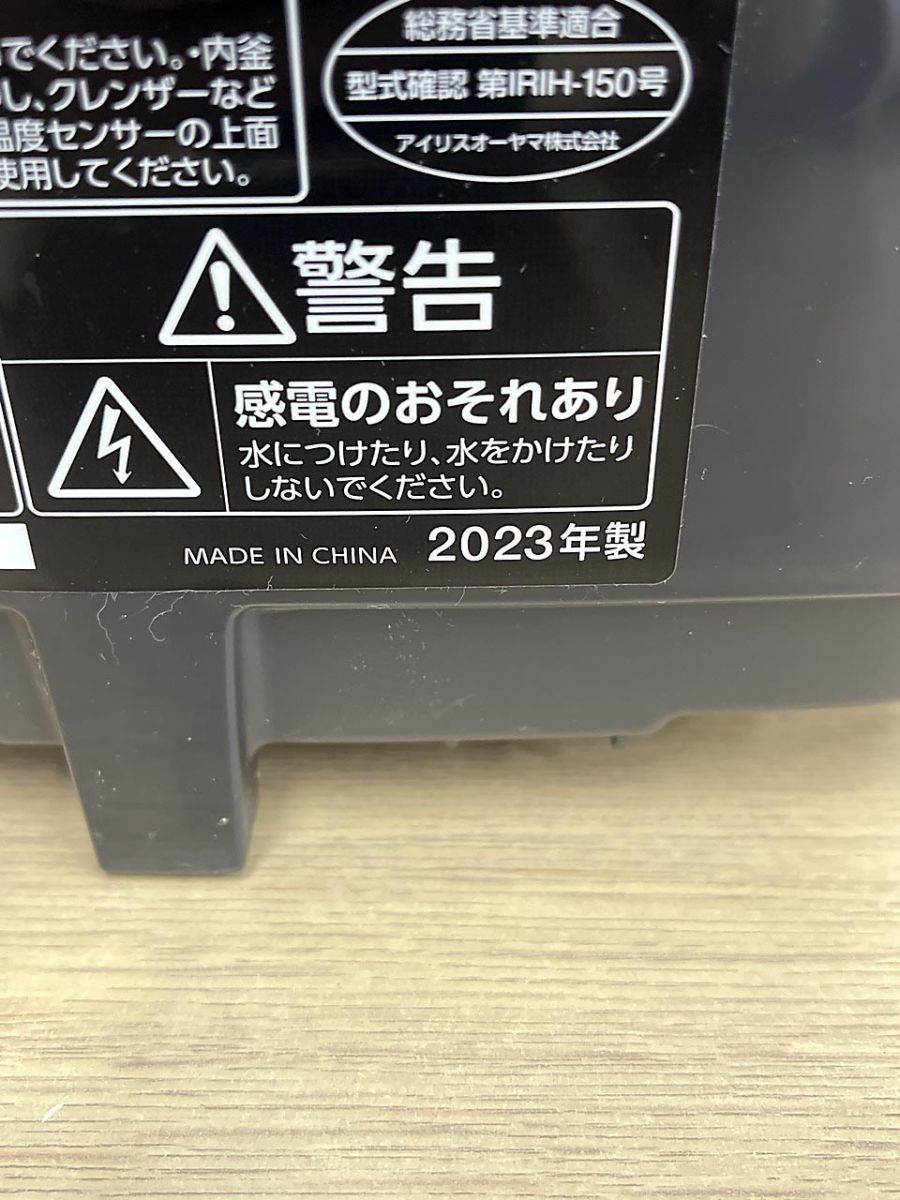 でください。・内釜
し、クレンザーなど
温度センサーの上面
使用してください。
総務省基準適合
型式確認 第IRIH-150号
アイリスオーヤマ株式会社
警告
感電のおそれあり
水につけたり、水をかけたり
しないでください。
MADE IN CHINA 2023年製